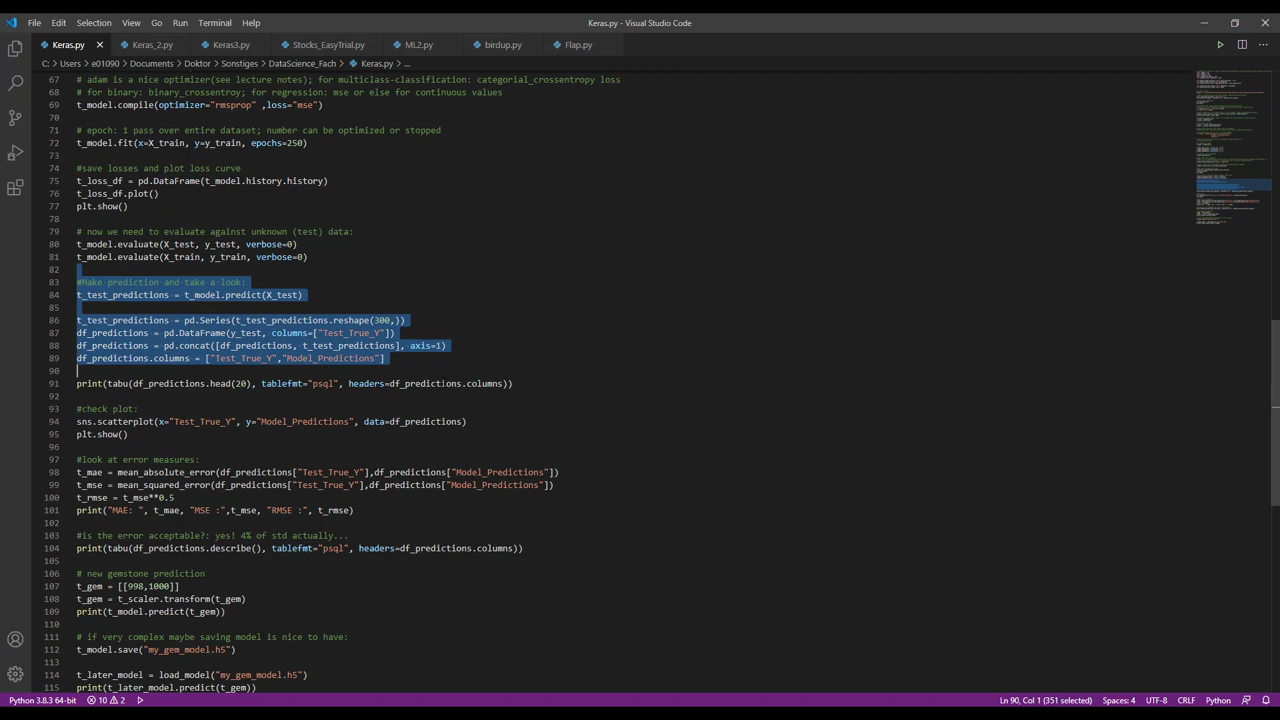 File Edit Selection View Go Run Terminal Help
Keras.py - Visual Studio Code
Keras.py Keras_2.py Keras3.py Stocks_EasyTrial.py ML2.py birdup.py Flap.py
C: > Users > e01090 > Documents > Doktor > Sonstiges > DataScience_Fach > Keras.py > ...
67 # adam is a nice optimizer(see lecture notes); for multiclass-classification: categorial_crossentropy loss
68 # for binary: binary_crossentroy; for regression: mse or else for continuous values
69 t_model.compile(optimizer="rmsprop" ,loss="mse")
70
71 # epoch: 1 pass over entire dataset; number can be optimized or stopped
72 t_model.fit(x=X_train, y=y_train, epochs=250)
73
74 #save losses and plot loss curve
75 t_loss_df = pd.DataFrame(t_model.history.history)
76 t_loss_df.plot()
77 plt.show()
78
79 # now we need to evaluate against unknown (test) data:
80 t_model.evaluate(X_test, y_test, verbose=0)
81 t_model.evaluate(X_train, y_train, verbose=0)
82
83 #Make prediction and take a look:
84 t_test_predictions = t_model.predict(X_test)
85
86 t_test_predictions = pd.Series(t_test_predictions.reshape(300,))
87 df_predictions = pd.DataFrame(y_test, columns=["Test_True_Y"])
88 df_predictions = pd.concat([df_predictions, t_test_predictions], axis=1)
89 df_predictions.columns = ["Test_True_Y","Model_Predictions"]
90
91 print(tabu(df_predictions.head(20), tablefmt="psql", headers=df_predictions.columns))
92
93 #check plot:
94 sns.scatterplot(x="Test_True_Y", y="Model_Predictions", data=df_predictions)
95 plt.show()
96
97 #look at error measures:
98 t_mae = mean_absolute_error(df_predictions["Test_True_Y"],df_predictions["Model_Predictions"])
99 t_mse = mean_squared_error(df_predictions["Test_True_Y"],df_predictions["Model_Predictions"])
100 t_rmse = t_mse**0.5
101 print("MAE: ", t_mae, "MSE :",t_mse, "RMSE :", t_rmse)
102
103 #is the error acceptable?: yes! 4% of std actually...
104 print(tabu(df_predictions.describe(), tablefmt="psql", headers=df_predictions.columns))
105
106 # new gemstone prediction
107 t_gem = [[998,1000]]
108 t_gem = t_scaler.transform(t_gem)
109 print(t_model.predict(t_gem))
110
111 # if very complex maybe saving model is nice to have:
112 t_model.save("my_gem_model.h5")
113
114 t_later_model = load_model("my_gem_model.h5")
115 print(t_later_model.predict(t_gem))
Python 3.8.3 64-bit 10 2 Ln 90, Col 1 (351 selected) Spaces: 4 UTF-8 CRLF Python